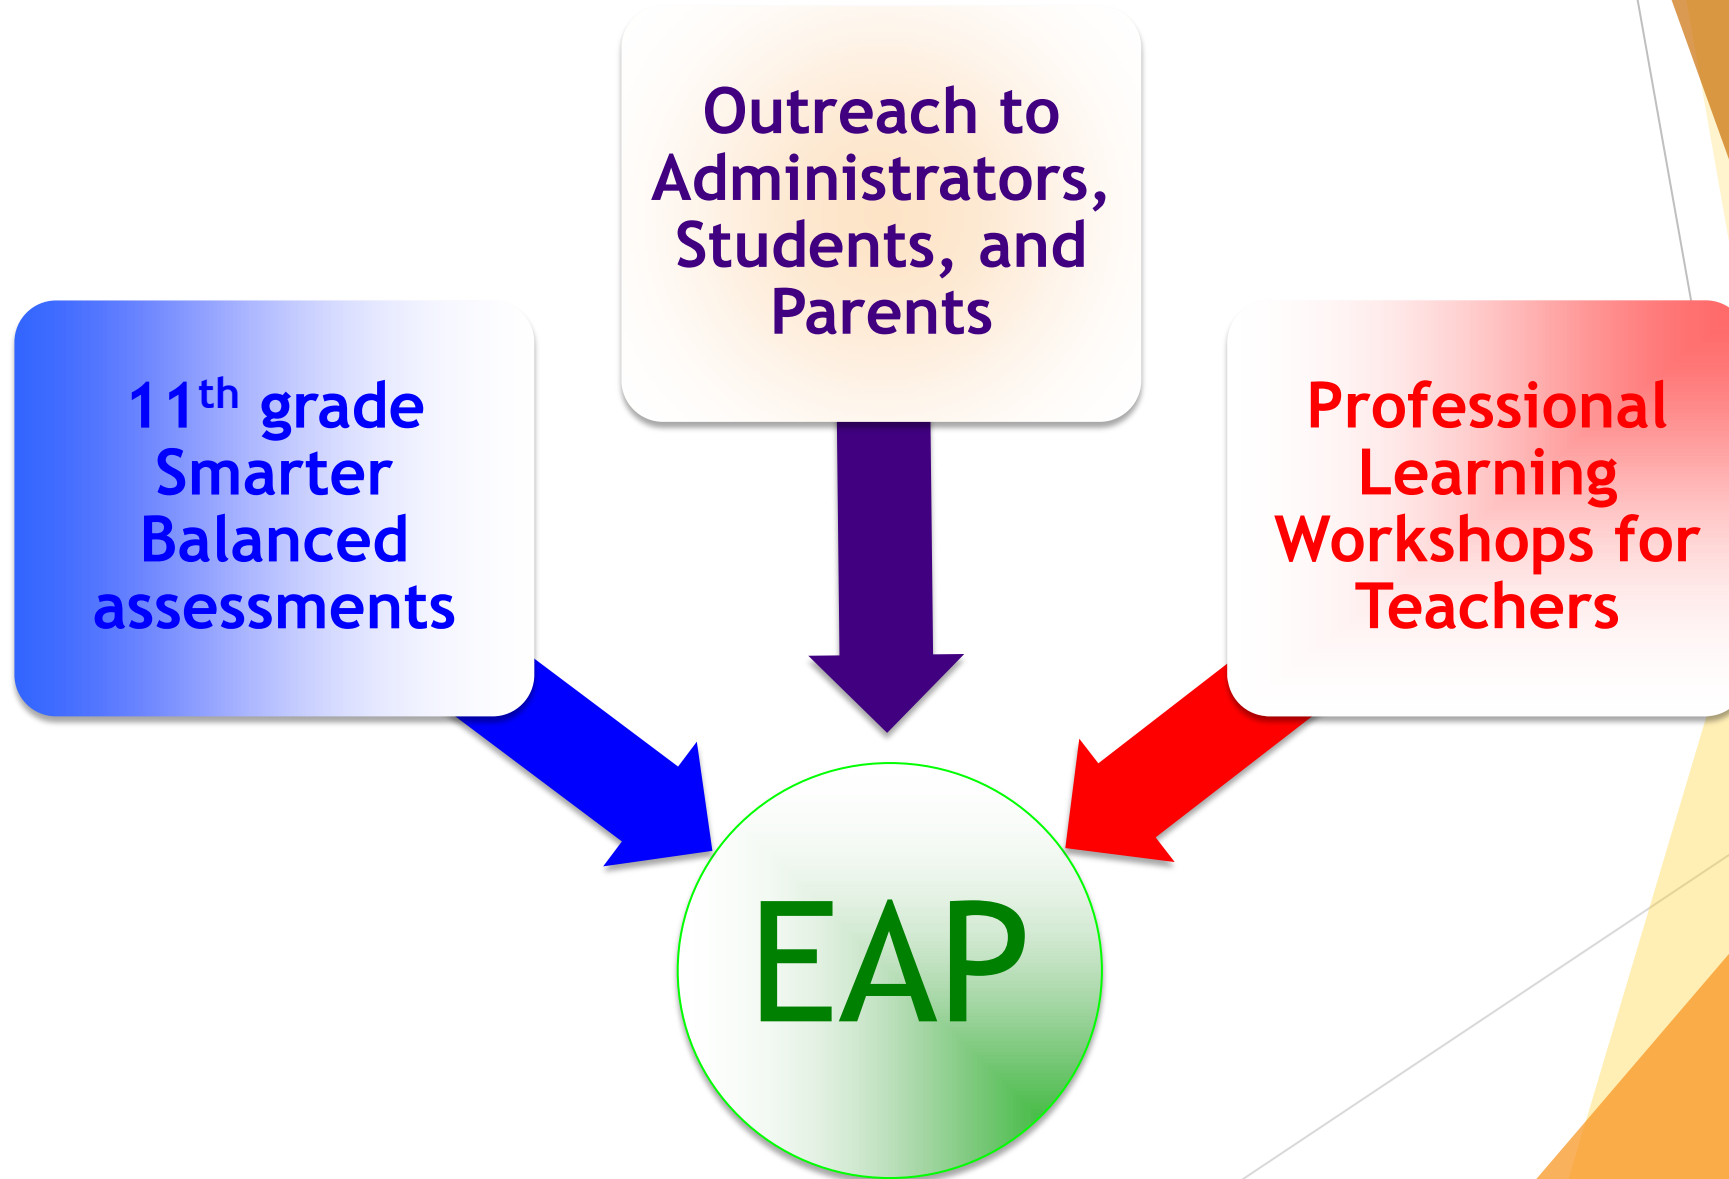 Outreach to
Administrators,
Students, and
Parents
11th grade
Smarter
Balanced
assessments
Professional
Learning
Workshops for
Teachers
EAP